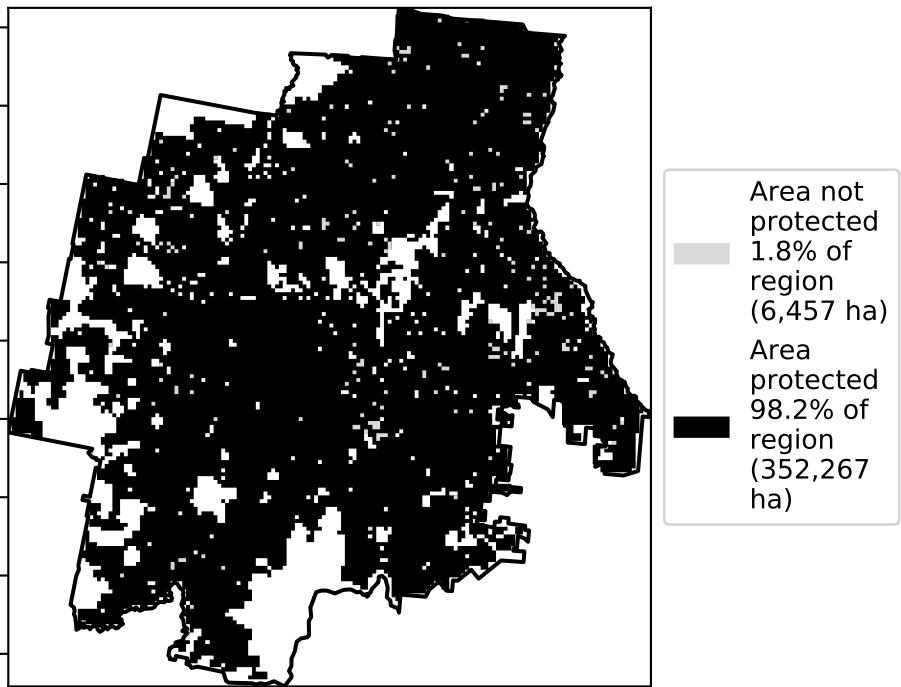 Area not
protected
1.8% of
region
(6,457 ha)
Area
protected
98.2% of
region
(352,267
ha)